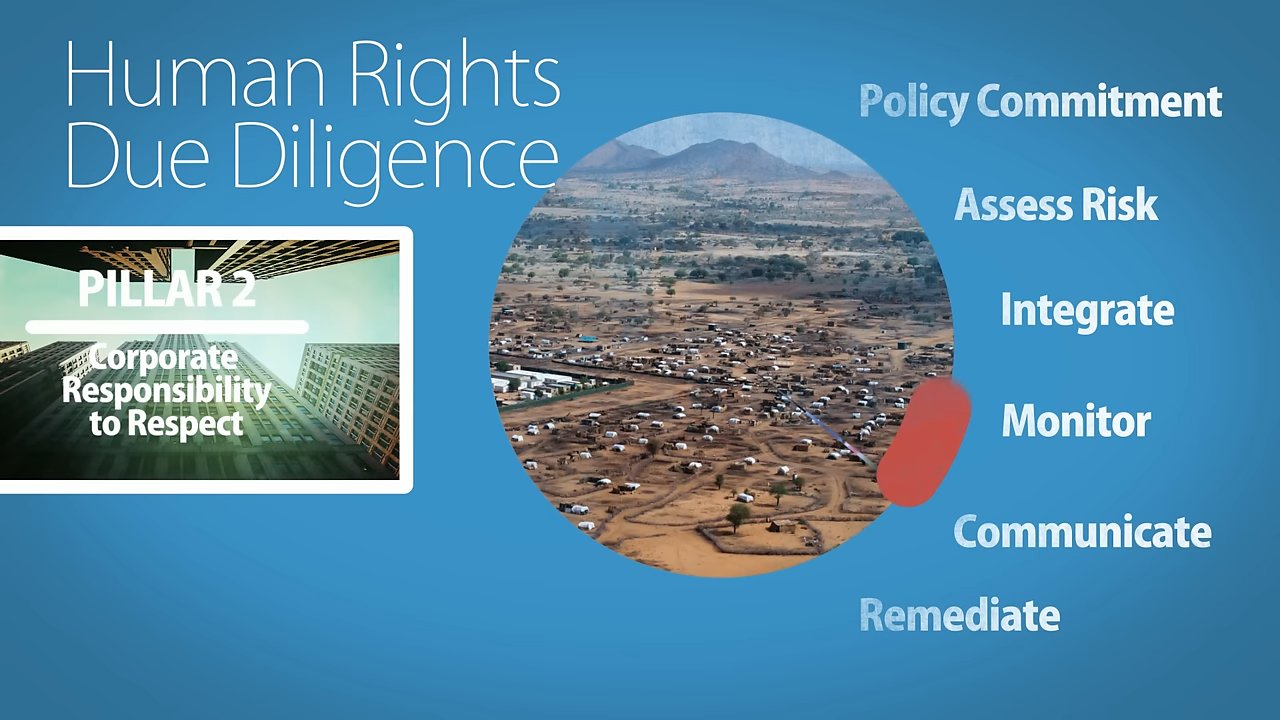 Human Rights
Due Diligence
PILLAR 2
Corporate
Responsibility
to Respect
Policy Commitment
Assess Risk
Integrate
Monitor
Communicate
Remediate